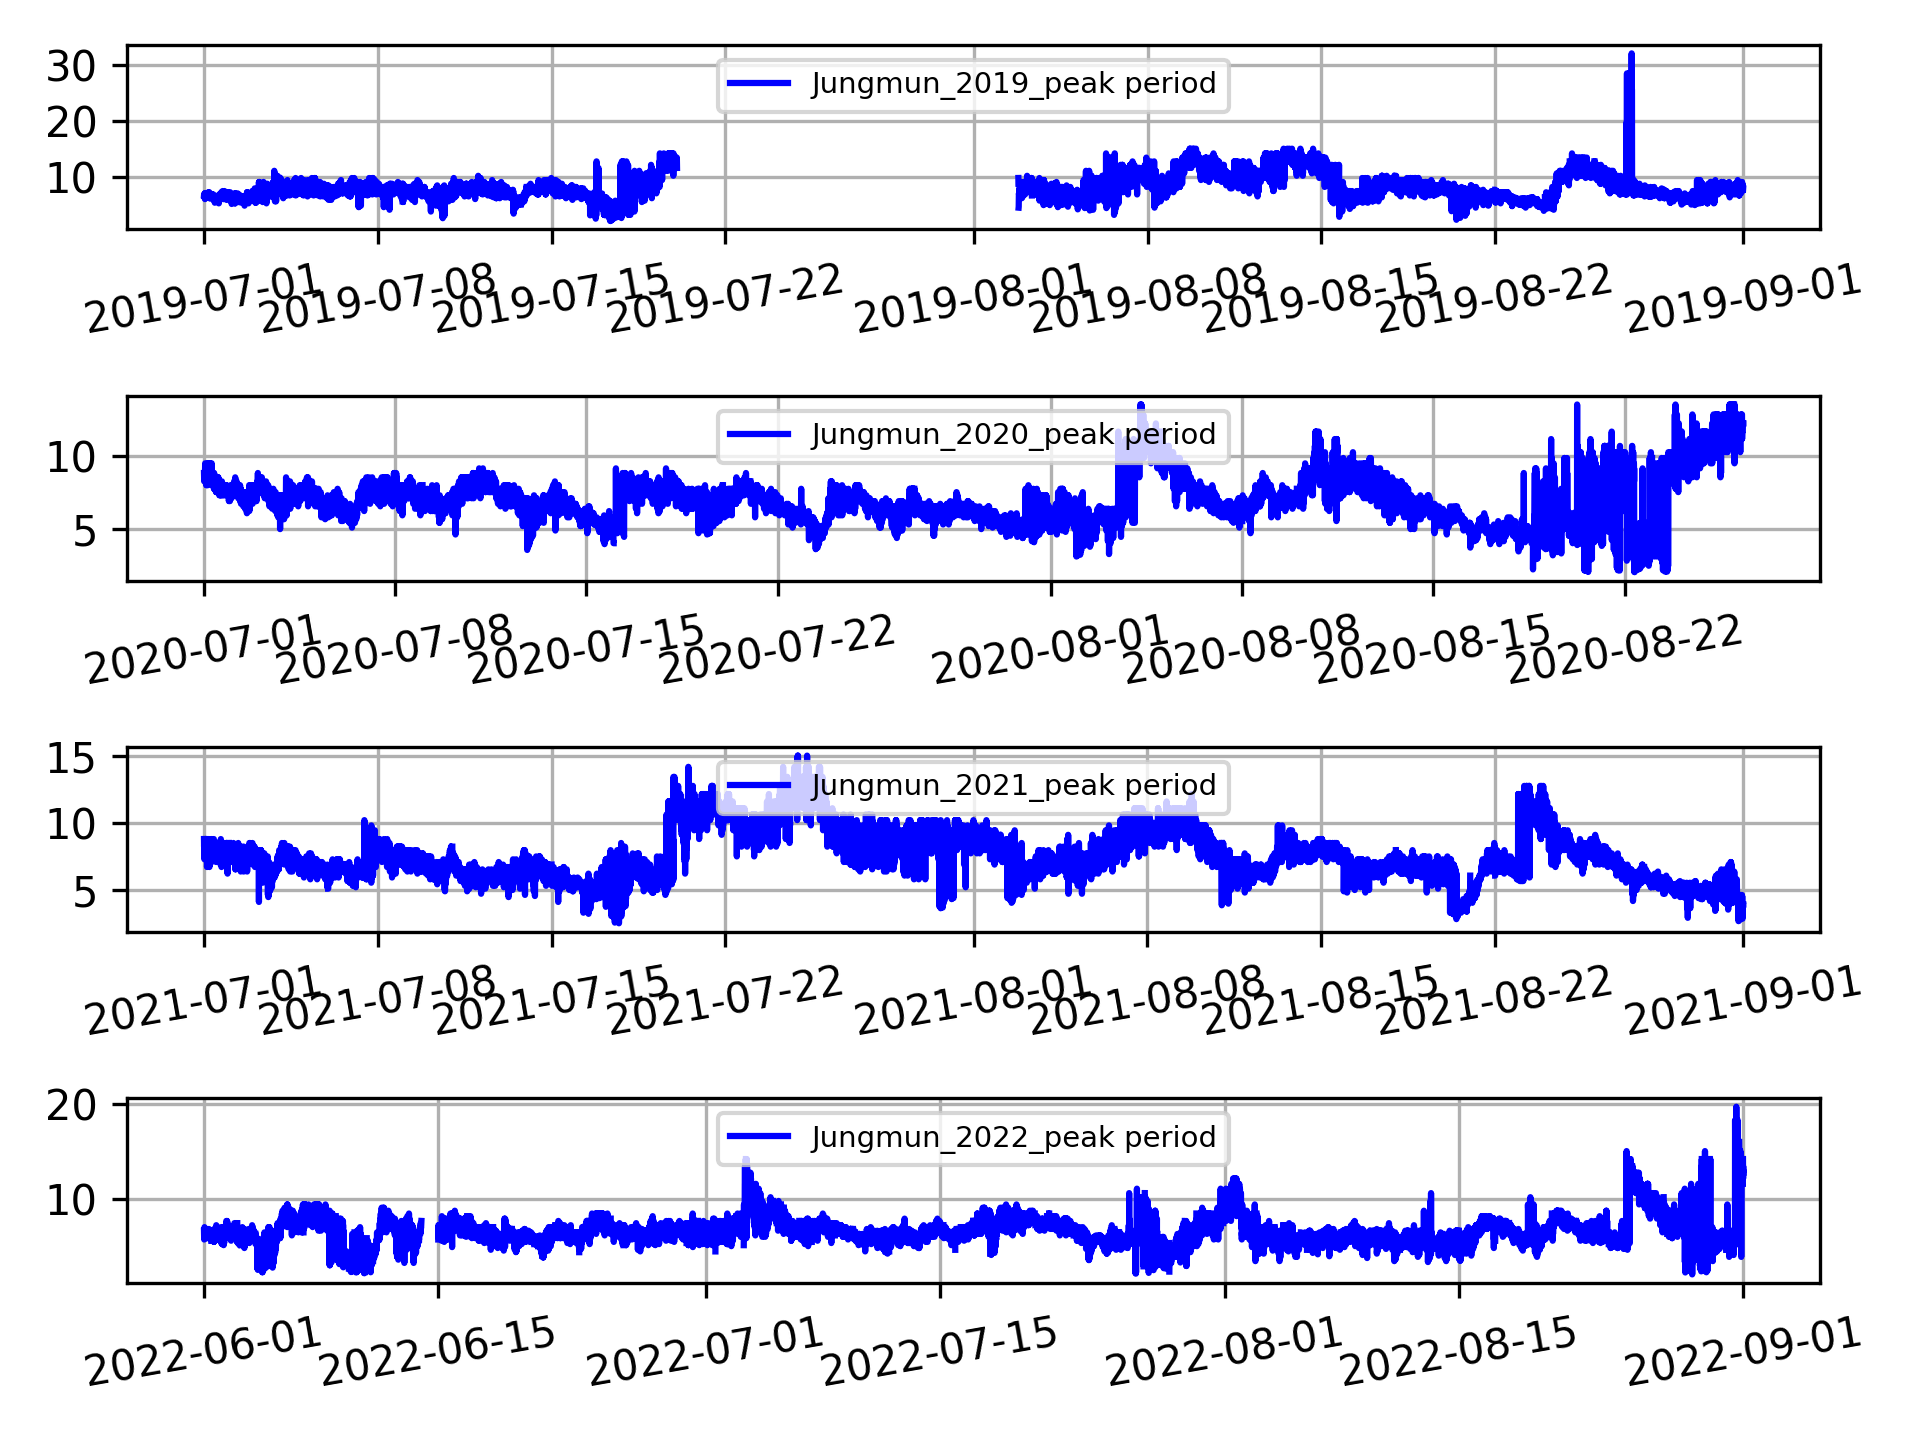 30
20
10
Jungmun_2019_peak period
2019-07-01 2019-07-08 2019-07-15 2019-07-22 2019-08-01 2019-08-08 2019-08-15 2019-08-22 2019-09-01
10
5
Jungmun_2020_peak period
2020-07-01 2020-07-08 2020-07-15 2020-07-22 2020-08-01 2020-08-08 2020-08-15 2020-08-22
15
10
5
Jungmun_2021_peak period
2021-07-01 2021-07-08 2021-07-15 2021-07-22 2021-08-01 2021-08-08 2021-08-15 2021-08-22 2021-09-01
20
10
Jungmun_2022_peak period
2022-06-01 2022-06-15 2022-07-01 2022-07-15 2022-08-01 2022-08-15 2022-09-01